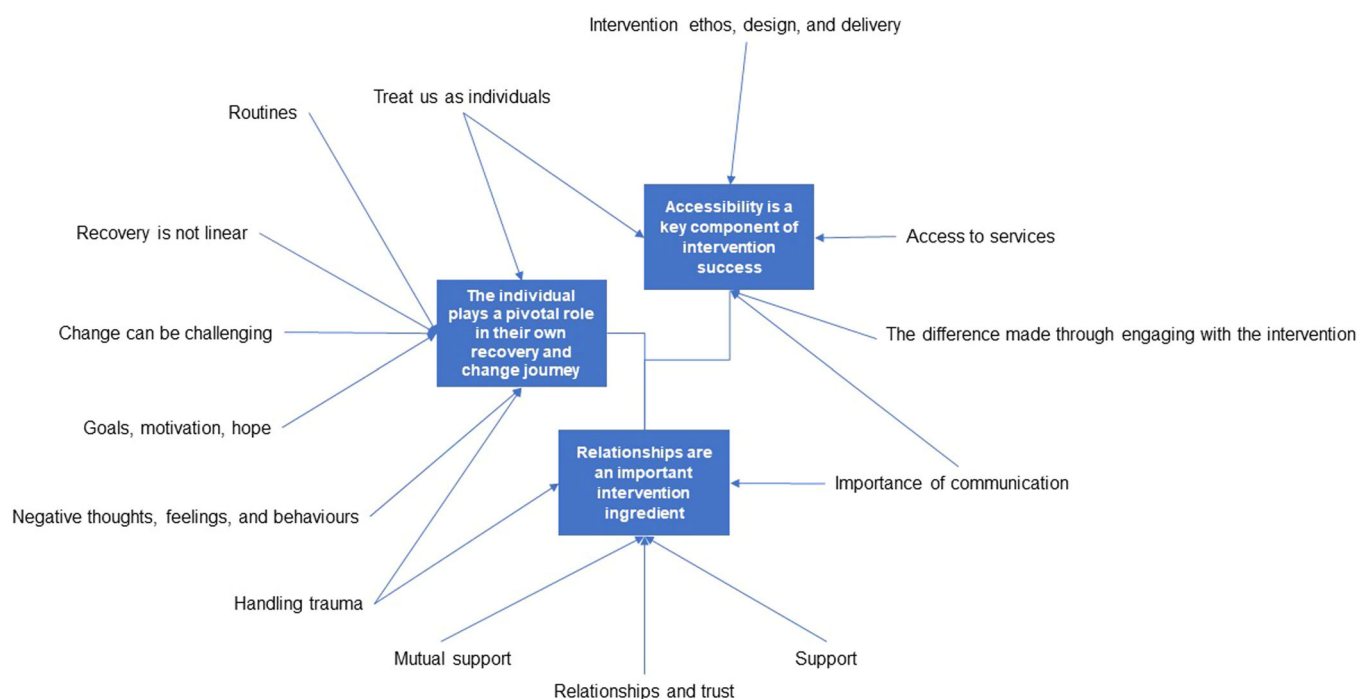 Intervention ethos, design, and delivery
Treat us as individuals
Routines
Accessibility is a
key component of
intervention
success
Recovery is not linear
Access to services
The individual
plays a pivotal role
in their own
recovery and
change journey
Change can be challenging
The difference made through engaging with the intervention
Goals, motivation, hope
Relationships are
an important
intervention
ingredient
Importance of communication
Negative thoughts, feelings, and behaviours
Handling trauma
Mutual support
Support
Relationships and trust